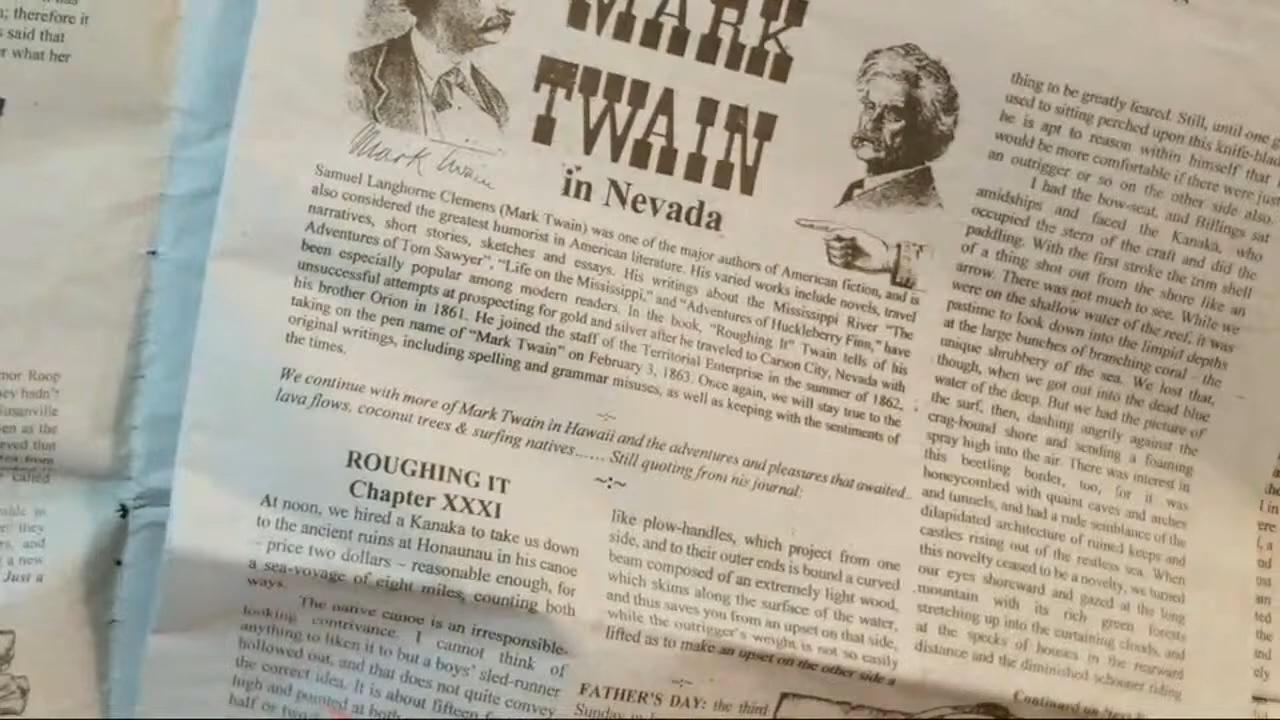 ; therefore it
said that
what her
MARK
TWAIN
in Nevada
Mark Twain
Samuel Langhorne Clemens (Mark Twain) was one of the major authors of American fiction, and is
also considered the greatest humorist in American literature. His varied works include novels, travel
narratives, short stories, sketches and essays. His writings about the Mississippi River "The
Adventures of Tom Sawyer", "Life on the Mississippi," and "Adventures of Huckleberry Finn," have
been especially popular among modern readers. In the book, "Roughing It" Twain tells of his
unsuccessful attempts at prospecting for gold and silver after he traveled to Carson City, Nevada with
his brother Orion in 1861. He joined the staff of the Territorial Enterprise in the summer of 1862,
taking on the pen name of "Mark Twain" on February 3, 1863. Once again, we will stay true to the
original writings, including spelling and grammar misuses, as well as keeping with the sentiments of
the times.
-:-
We continue with more of Mark Twain in Hawaii and the adventures and pleasures that awaited..
lava flows, coconut trees & surfing natives…… Still quoting from his journal:
~:~
ROUGHING IT
Chapter XXXI
At noon, we hired a Kanaka to take us down
to the ancient ruins at Honaunau in his canoe
– price two dollars – reasonable enough, for
a sea-voyage of eight miles, counting both
ways.
The native canoe is an irresponsible-
looking contrivance. I cannot think of
anything to liken it to but a boys' sled-runner
hollowed out, and that does not quite convey
the correct idea. It is about fifteen
high and pointed at both
half or two
like plow-handles, which project from one
side, and to their outer ends is bound a curved
beam composed of an extremely light wood,
which skims along the surface of the water,
and thus saves you from an upset on that side,
while the outrigger's weight is not so easily
lifted as to make an upset on the other side a
-:-
FATHER'S DAY: the third
Sunday in
thing to be greatly feared. Still, until one
used to sitting perched upon this
he is apt to reason within himself that
would be more comfortable if there were just
an outrigger or so on the other side also.
I had the bow-seat, and Billings sat
amidships and faced the Kanaka, who
occupied the stern of the craft and did the
paddling. With the first stroke the trim shell
of a thing shot out from the shore like an
arrow. There was not much to see. While we
were on the shallow water of the reef, it was
pastime to look down into the limpid depths
at the large bunches of branching coral - the
unique shrubbery of the sea. We lost that,
though, when we got out into the dead blue
water of the deep. But we had the picture of
the surf, then, dashing angrily against the
crag-bound shore and sending a foaming
spray high into the air. There was interest in
this beetling border, too, for it was
honeycombed with quaint caves and arches
and tunnels, and had a rude semblance of the
dilapidated architecture of ruined keeps and
castles rising out of the restless sea. When
this novelty ceased to be a novelty, we turned
our eyes shoreward and gazed at the long
mountain with its rich green forests
stretching up into the curtaining clouds, and
at the specks of houses in the rearward
distance and the diminished schooner riding
Continued on